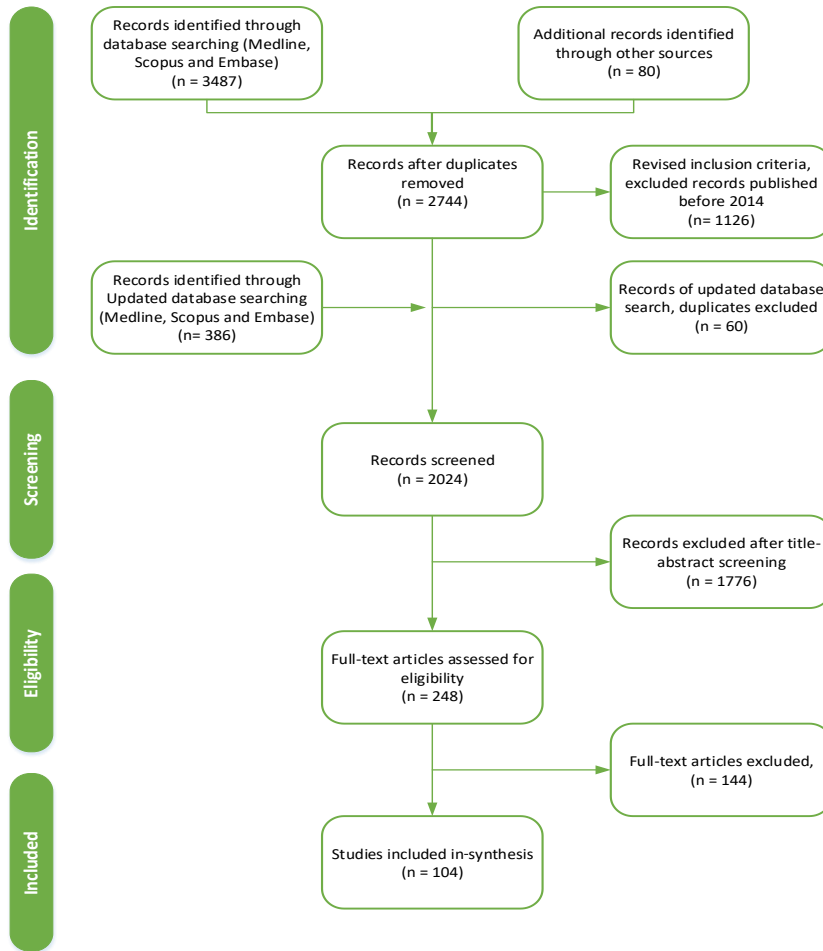 Identification
Records identified through
database searching (Medline,
Scopus and Embase)
(n = 3487)
Additional records identified
through other sources
(n = 80)
Records after duplicates
removed
(n = 2744)
Revised inclusion criteria,
excluded records published
before 2014
(n= 1126)
Records identified through
Updated database searching
(Medline, Scopus and Embase)
(n= 386)
Records of updated database
search, duplicates excluded
(n = 60)
Screening
Records screened
(n = 2024)
Records excluded after title-
abstract screening
(n = 1776)
Eligibility
Full-text articles assessed for
eligibility
(n = 248)
Full-text articles excluded,
(n = 144)
Included
Studies included in-synthesis
(n = 104)